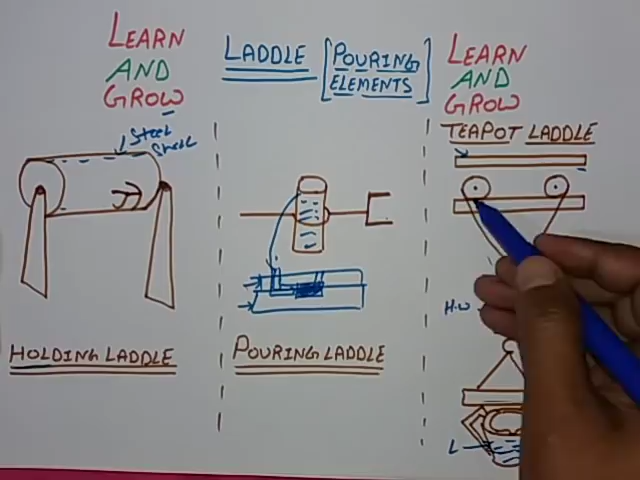 LEARN
AND
GROW
LADDLE [POURING
ELEMENTS]
LEARN
AND
GROW
TEAPOT LADDLE
Steel
Shell
H.W
L
HOLDING LADDLE
POURING LADDLE